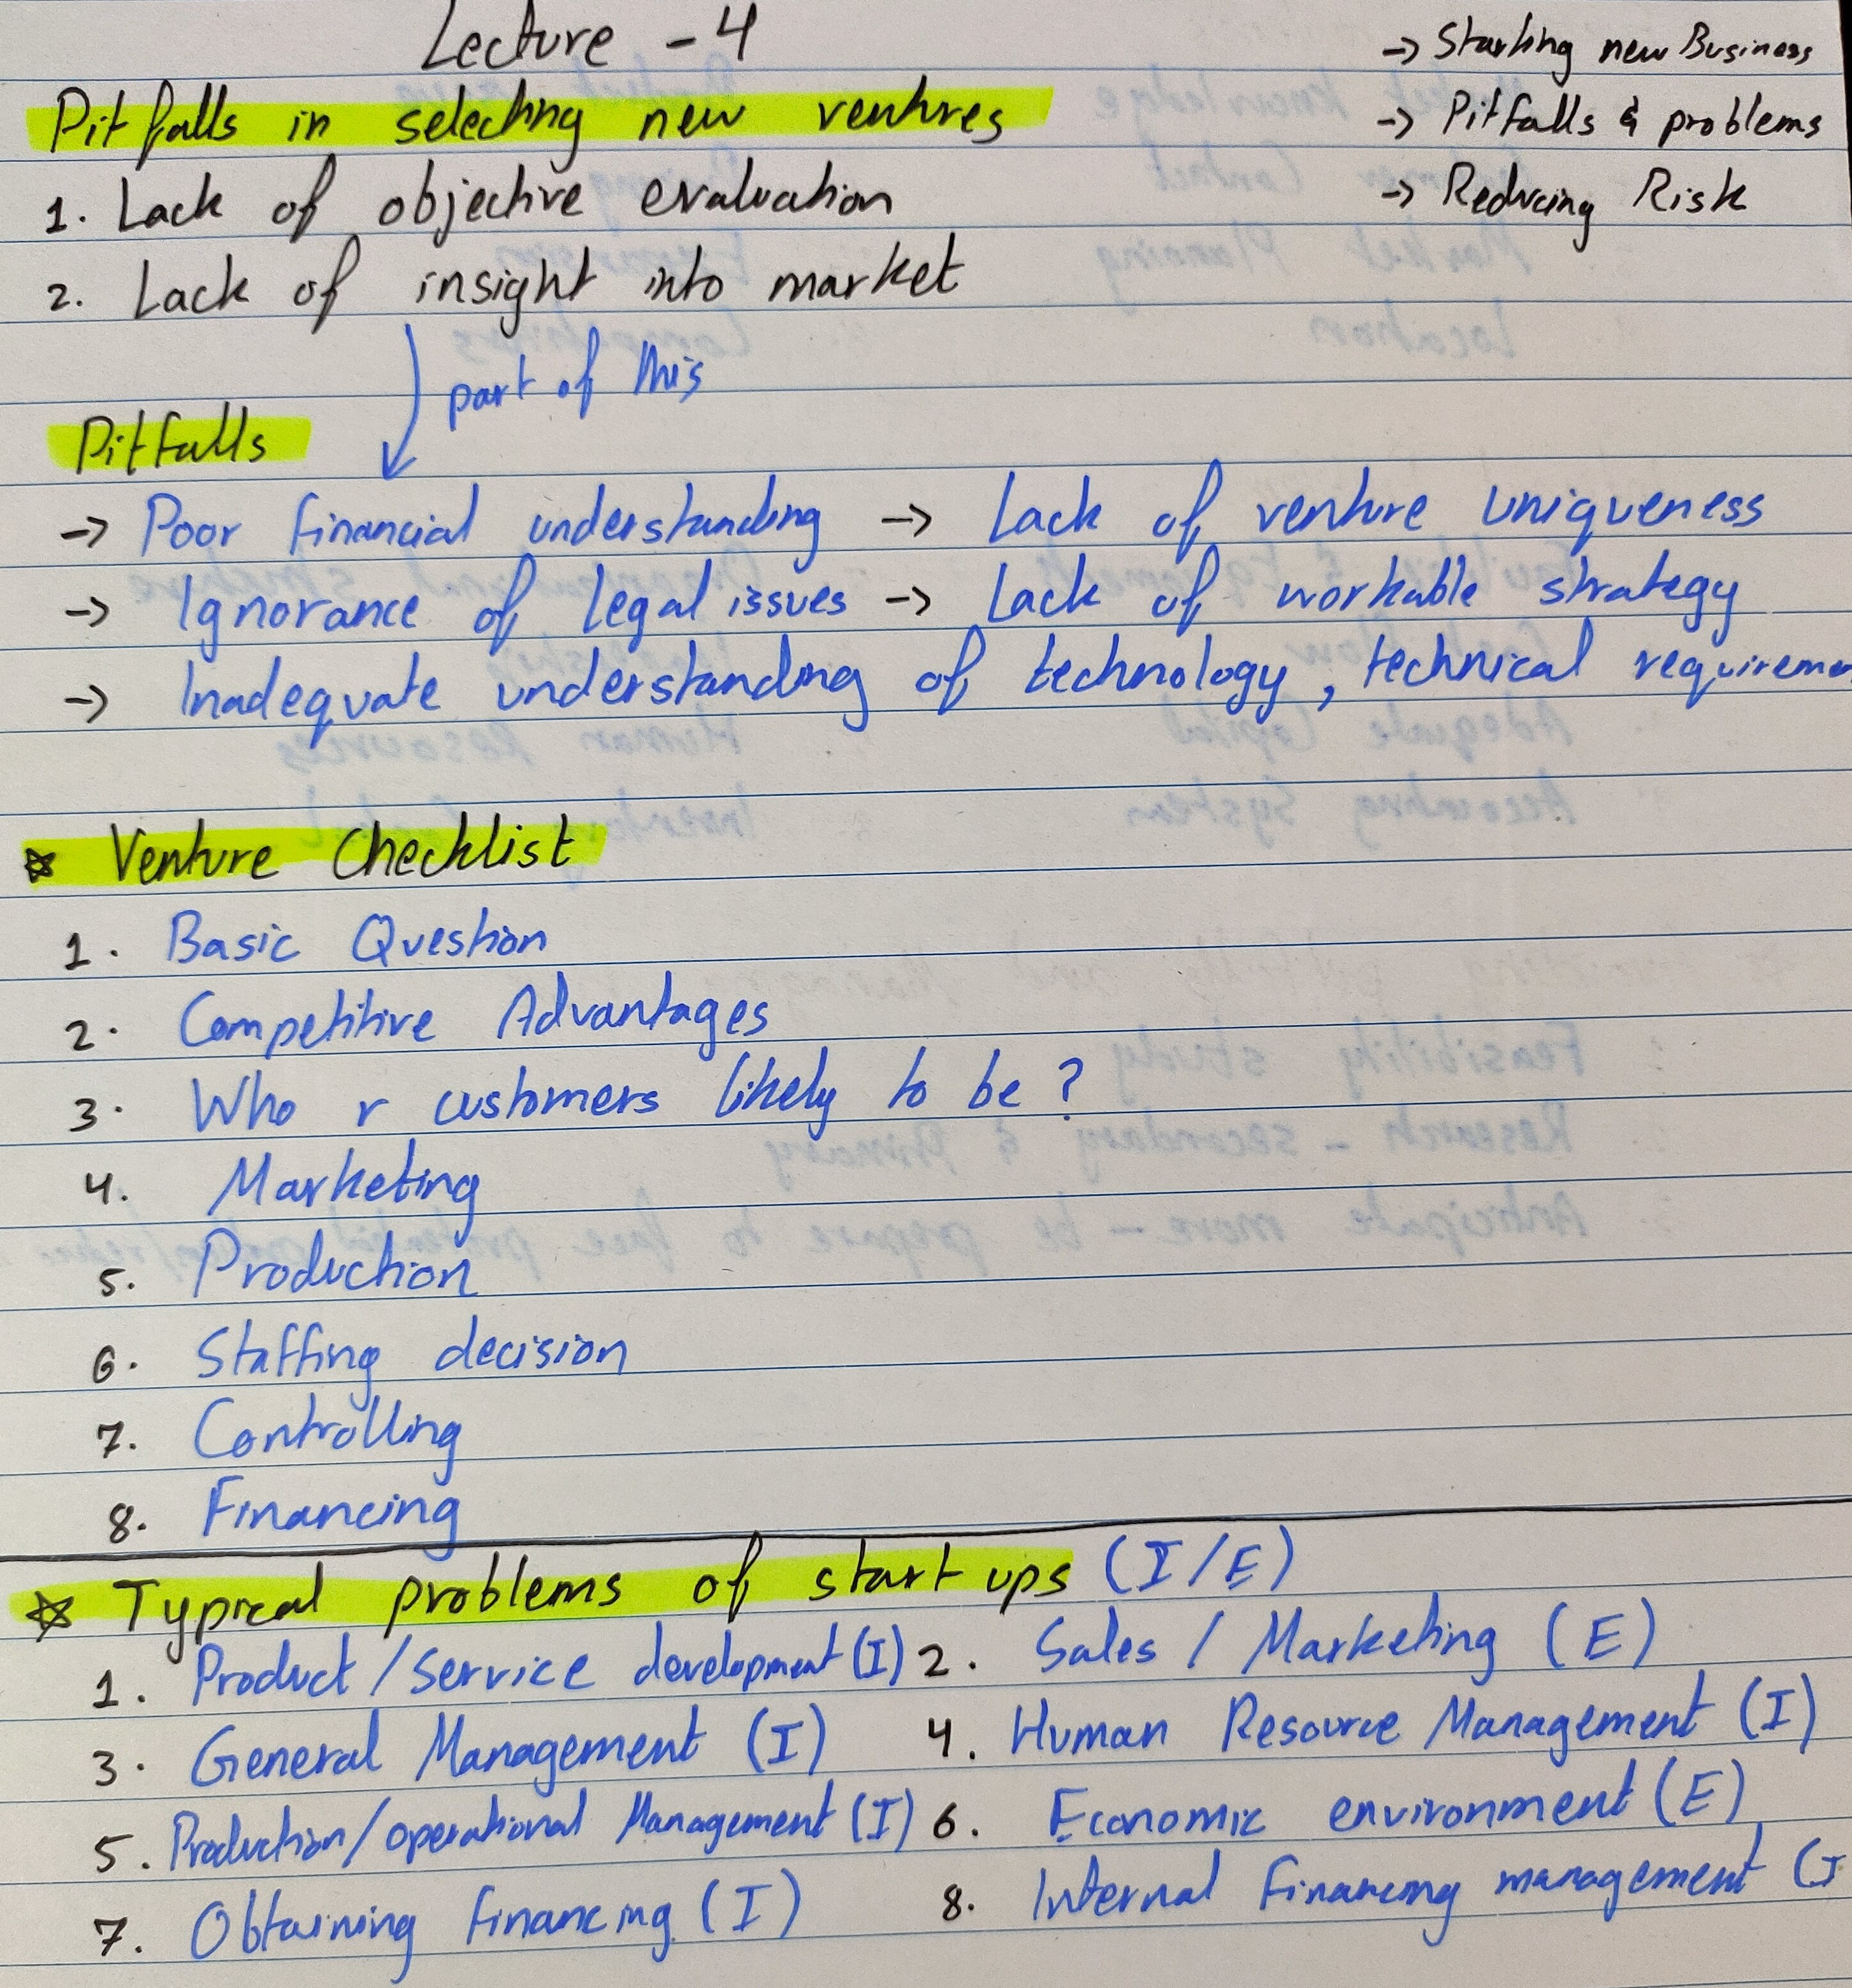 Lecture - 4
→ Starting new Business
→ Pitfalls & problems
→ Reducing Risk
Pitfalls in selecting new ventures
1. Lack of objective evaluation
2. Lack of insight into market
part of this
Pitfalls
→ Poor financial understanding → Lack of venture uniqueness
→ Ignorance of legal issues → Lack of workable strategy
→ Inadequate understanding of technology, technical requiremen
☆ Venture Checklist
1. Basic Question
2. Competitive Advantages
3. Who r customers likely to be ?
4. Marketing
5. Production
6. Staffing decision
7. Controlling
8. Financing
☆ Typical problems of start ups (I/E)
1. Product/Service development (I) 2. Sales / Marketing (E)
3. General Management (I) 4. Human Resource Management (I)
5. Production/operational Management (I) 6. Economic environment (E)
7. Obtaining financing (I) 8. Internal financing management (I